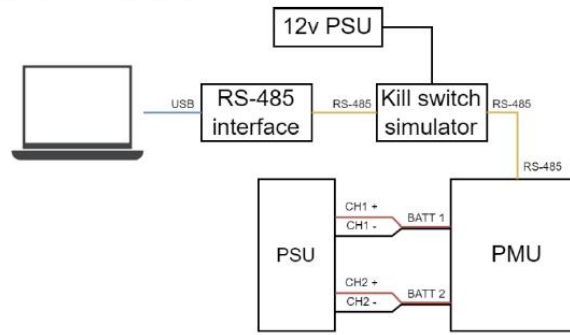 12v PSU
USB
RS-485
interface
RS-485
Kill switch
simulator
RS-485
RS-485
PSU
CH1 +
CH1 -
BATT 1
CH2 +
CH2 -
BATT 2
PMU